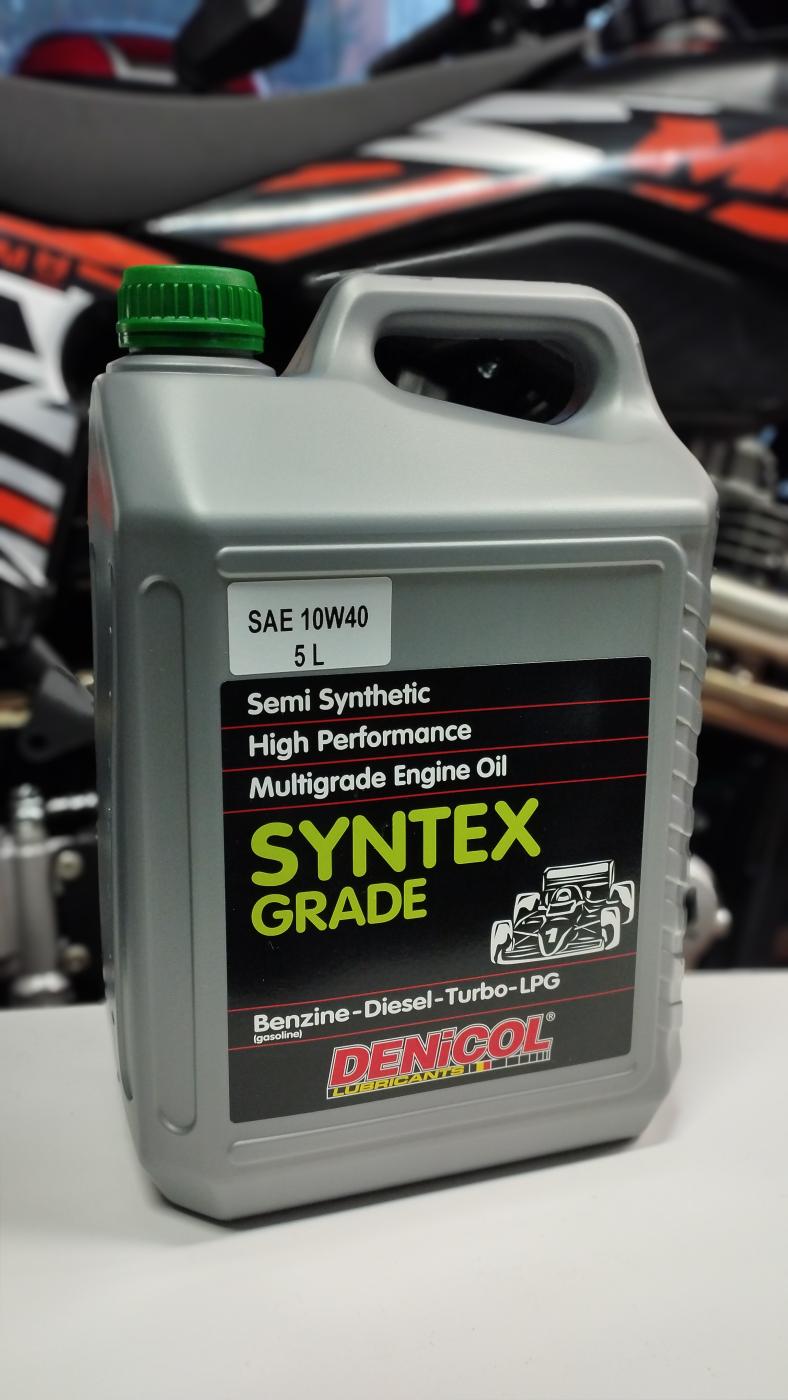 SAE 10W40
5 L
Semi Synthetic
High Performance
Multigrade Engine Oil
SYNTEX
GRADE
1
Benzine-Diesel-Turbo-LPG
(gasoline)
DENiCOL®
LUBRICANTS